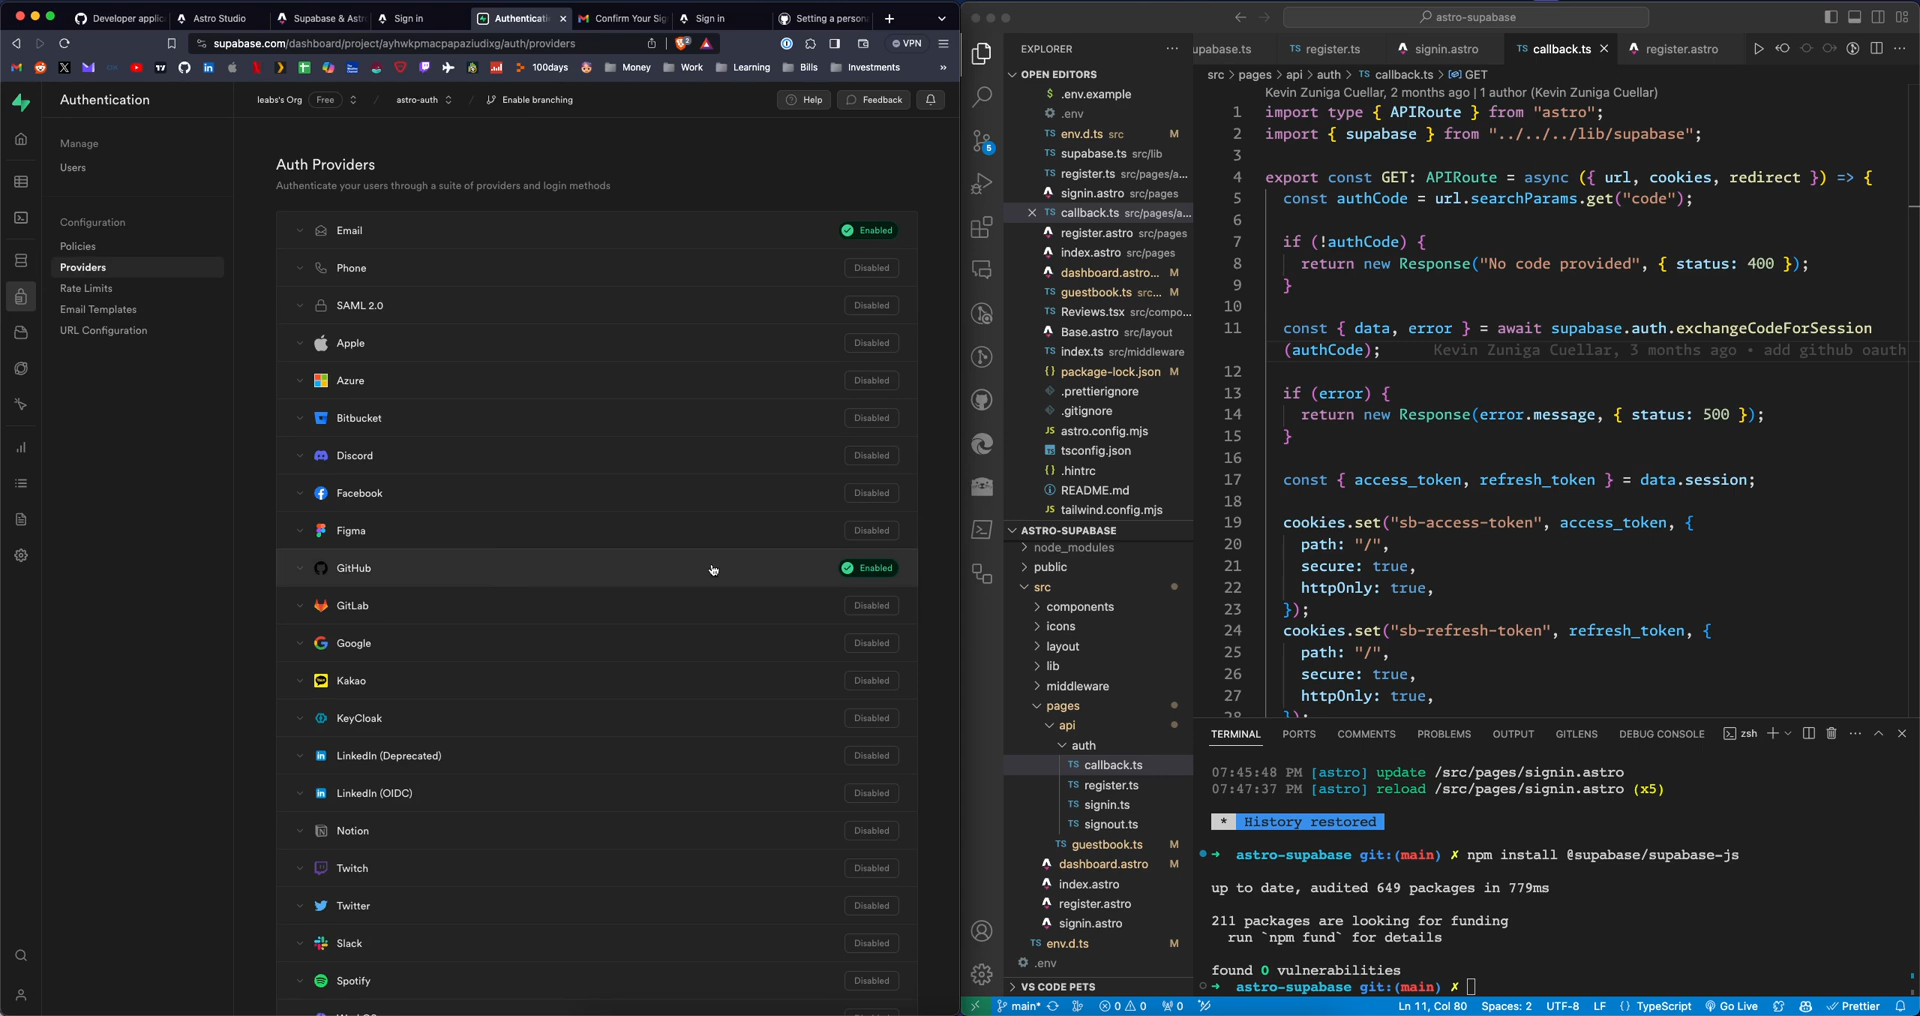 Developer applic
Astro Studio
Supabase & Astr
Sign in
Authenticatio
Confirm Your Sig
Sign in
Setting a persona
supabase.com/dashboard/project/ayhwkpmacpapaziudixg/auth/providers
VPN
100days
Money
Work
Learning
Bills
Investments
Authentication
leabs's Org
Free
astro-auth
Enable branching
Help
Feedback
Manage
Users
Configuration
Policies
Providers
Rate Limits
Email Templates
URL Configuration
Auth Providers
Authenticate your users through a suite of providers and login methods
Email
Enabled
Phone
Disabled
SAML 2.0
Disabled
Apple
Disabled
Azure
Disabled
Bitbucket
Disabled
Discord
Disabled
Facebook
Disabled
Figma
Disabled
GitHub
Enabled
GitLab
Disabled
Google
Disabled
Kakao
Disabled
KeyCloak
Disabled
LinkedIn (Deprecated)
Disabled
LinkedIn (OIDC)
Disabled
Notion
Disabled
Twitch
Disabled
Twitter
Disabled
Slack
Disabled
Spotify
Disabled
astro-supabase
5
EXPLORER
OPEN EDITORS
$ .env.example
.env
TS env.d.ts src M
TS supabase.ts src/lib
TS register.ts src/pages/a...
signin.astro src/pages
TS callback.ts src/pages/a...
register.astro src/pages
index.astro src/pages
dashboard.astro... M
TS guestbook.ts src... M
TS Reviews.tsx src/compo...
Base.astro src/layout
TS index.ts src/middleware
{} package-lock.json M
.prettierignore
.gitignore
JS astro.config.mjs
tsconfig.json
{} .hintrc
README.md
JS tailwind.config.mjs
ASTRO-SUPABASE
node_modules
public
src
components
icons
layout
lib
middleware
pages
api
auth
TS callback.ts
TS register.ts
TS signin.ts
TS signout.ts
TS guestbook.ts M
dashboard.astro M
index.astro
register.astro
signin.astro
TS env.d.ts M
.env
VS CODE PETS
upabase.ts
TS register.ts
signin.astro
TS callback.ts
register.astro
src > pages > api > auth > TS callback.ts > GET
Kevin Zuniga Cuellar, 2 months ago | 1 author (Kevin Zuniga Cuellar)
1 import type { APIRoute } from "astro";
2 import { supabase } from "../../../lib/supabase";
3
4 export const GET: APIRoute = async ({ url, cookies, redirect }) => {
5 const authCode = url.searchParams.get("code");
6
7 if (!authCode) {
8 return new Response("No code provided", { status: 400 });
9 }
10
11 const { data, error } = await supabase.auth.exchangeCodeForSession
(authCode); Kevin Zuniga Cuellar, 3 months ago • add github oauth
12
13 if (error) {
14 return new Response(error.message, { status: 500 });
15 }
16
17 const { access_token, refresh_token } = data.session;
18
19 cookies.set("sb-access-token", access_token, {
20 path: "/",
21 secure: true,
22 httpOnly: true,
23 });
24 cookies.set("sb-refresh-token", refresh_token, {
25 path: "/",
26 secure: true,
27 httpOnly: true,
28 });
TERMINAL
PORTS
COMMENTS
PROBLEMS
OUTPUT
GITLENS
DEBUG CONSOLE
zsh
07:45:48 PM [astro] update /src/pages/signin.astro
07:47:37 PM [astro] reload /src/pages/signin.astro (x5)
* History restored
➜ astro-supabase git:(main) ✗ npm install @supabase/supabase-js
up to date, audited 649 packages in 779ms
211 packages are looking for funding
run `npm fund` for details
found 0 vulnerabilities
➜ astro-supabase git:(main) ✗
main*
0
0
0
Ln 11, Col 80
Spaces: 2
UTF-8
LF
{} TypeScript
Go Live
Prettier